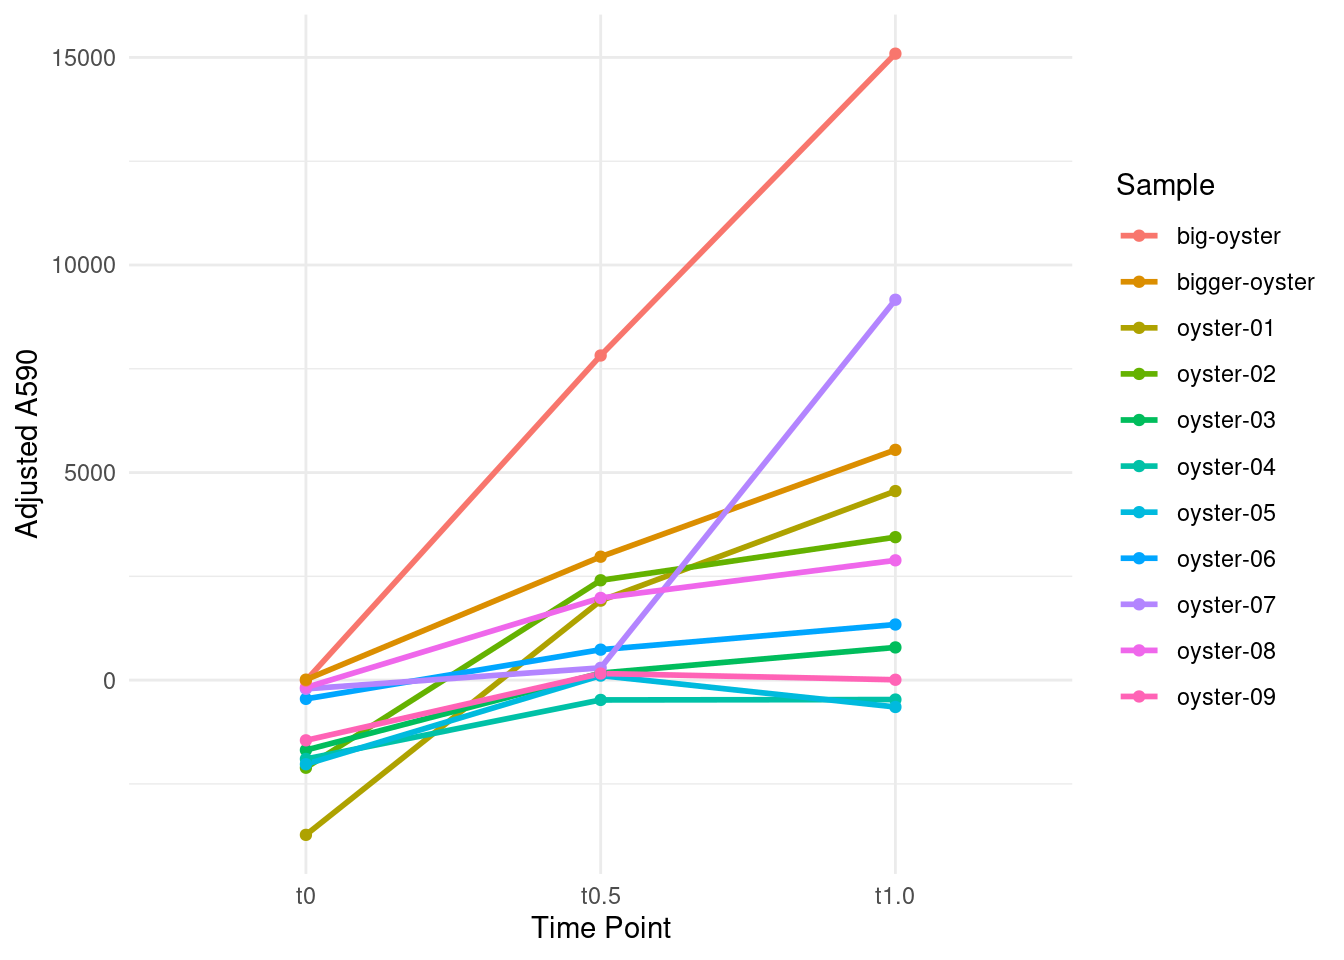 15000
10000
5000
0
Adjusted A590
t0
t0.5
t1.0
Time Point
Sample
big-oyster
bigger-oyster
oyster-01
oyster-02
oyster-03
oyster-04
oyster-05
oyster-06
oyster-07
oyster-08
oyster-09